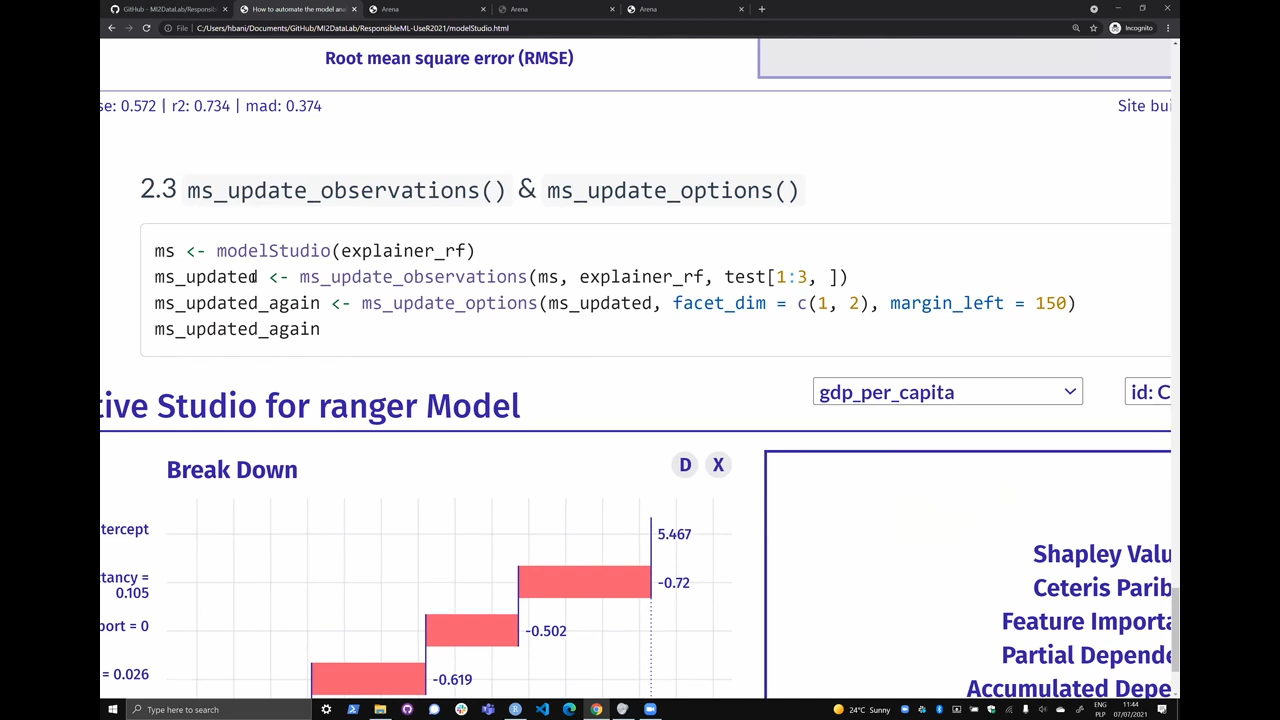 GitHub - MI2DataLab/Responsibl
How to automate the model ana
Arena
Arena
Arena
File
C:/Users/hbani/Documents/GitHub/MI2DataLab/ResponsibleML-UseR2021/modelStudio.html
Incognito
Root mean square error (RMSE)
se: 0.572 | r2: 0.734 | mad: 0.374
Site bui
2.3 ms_update_observations() & ms_update_options()
ms <- modelStudio(explainer_rf)
ms_updated <- ms_update_observations(ms, explainer_rf, test[1:3, ])
ms_updated_again <- ms_update_options(ms_updated, facet_dim = c(1, 2), margin_left = 150)
ms_updated_again
tive Studio for ranger Model
gdp_per_capita
id: C
Break Down
D X
tercept
5.467
tancy =
0.105
-0.72
port = 0
-0.502
= 0.026
-0.619
Shapley Valu
Ceteris Parib
Feature Importa
Partial Depende
Accumulated Depe
Type here to search
24°C Sunny
ENG
PLP
11:44
07/07/2021